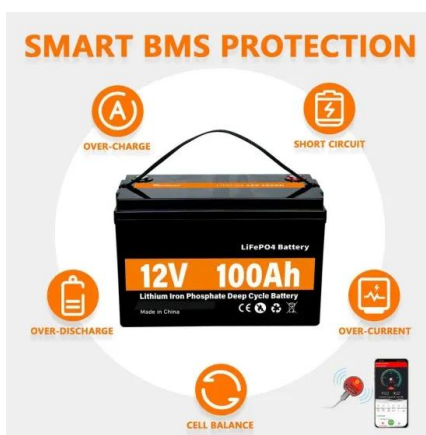 SMART BMS PROTECTION
A
OVER-CHARGE
SHORT CIRCUIT
LiFePO4 Battery
12V 100Ah
Lithium Iron Phosphate Deep Cycle Battery
Made in China
CE
OVER-DISCHARGE
OVER-CURRENT
CELL BALANCE